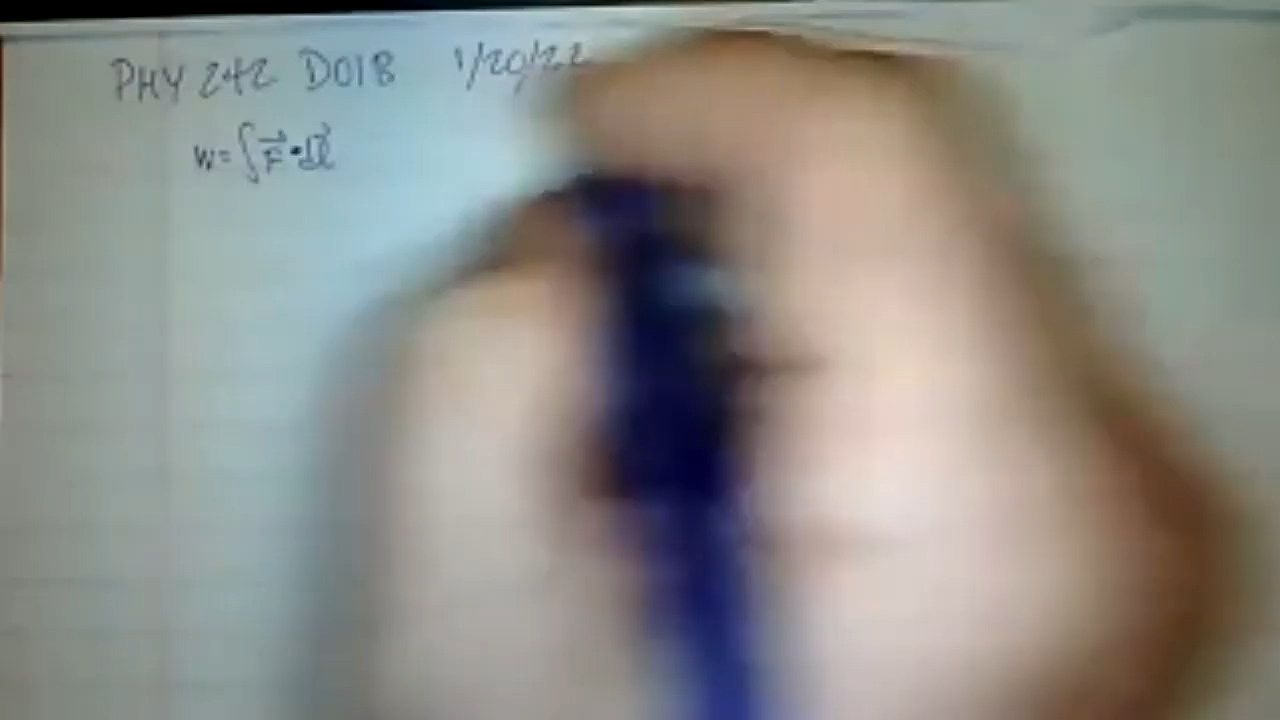 PHY 242 D01B 1/20/22
W = ∫F⃗•dl⃗